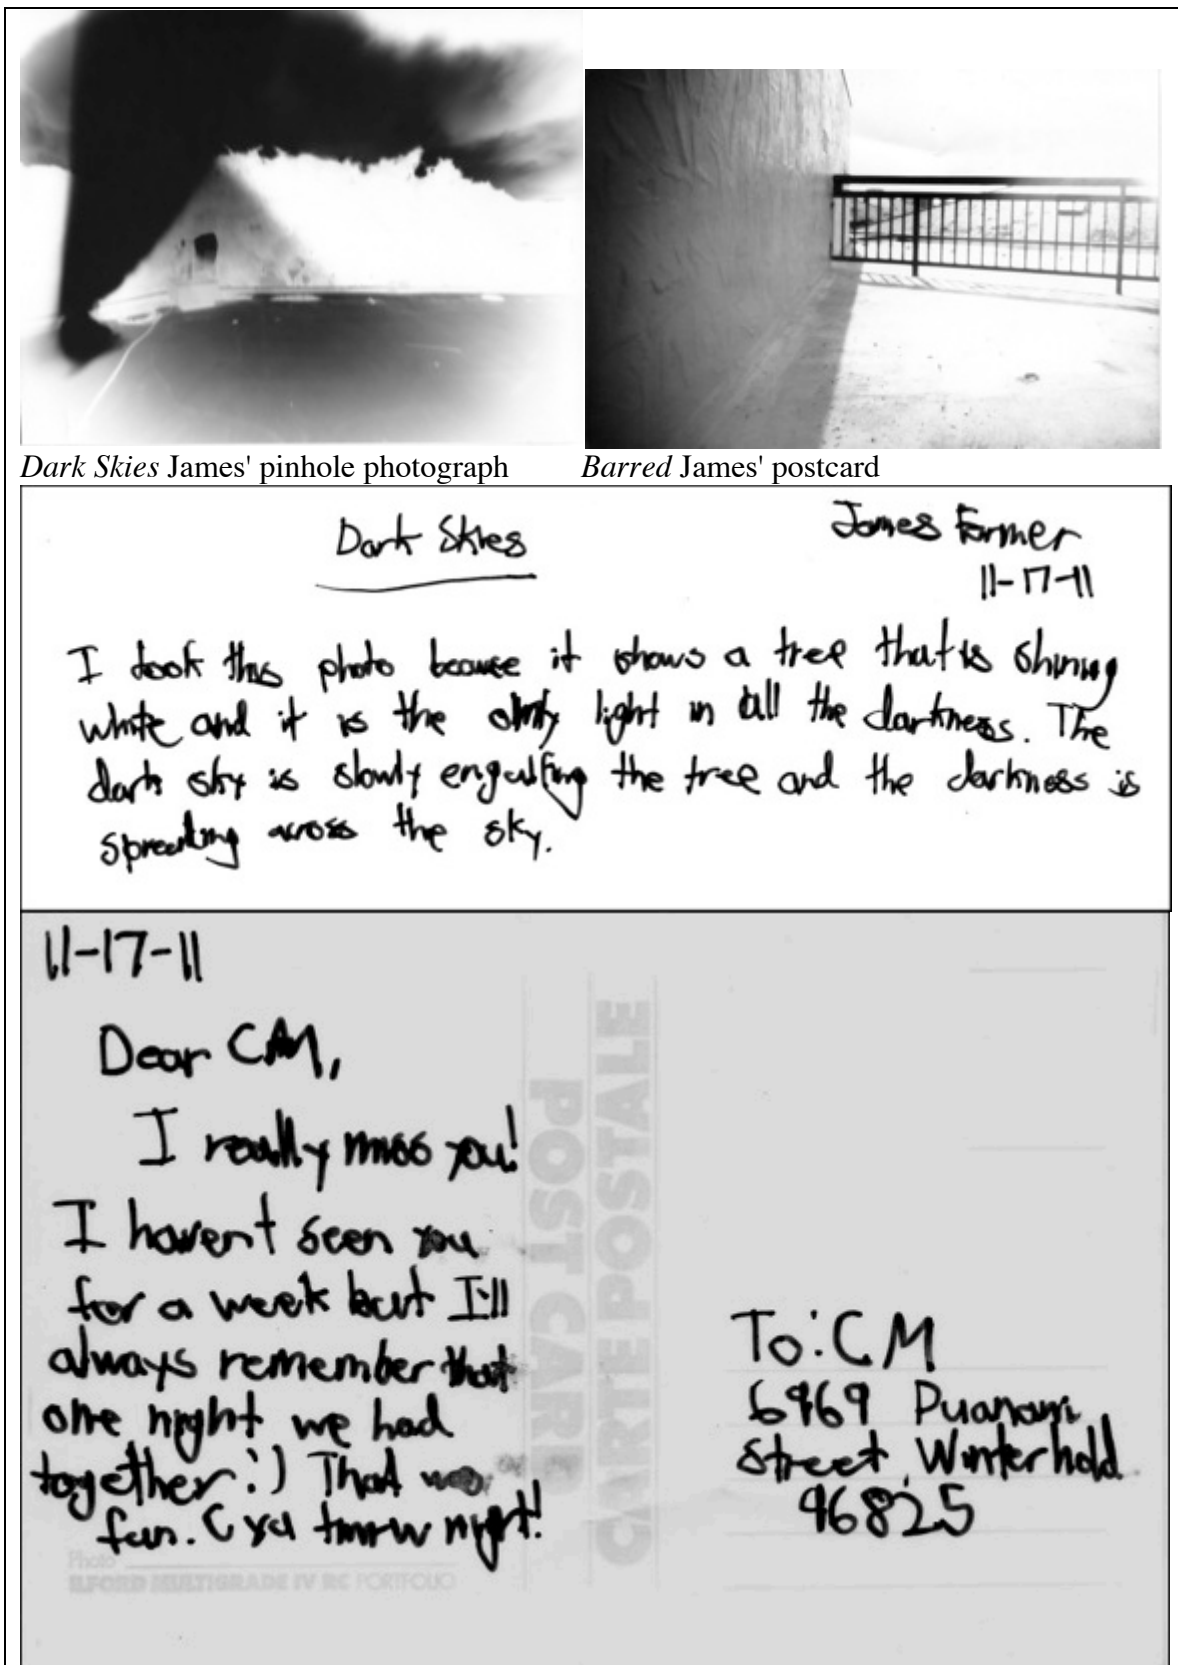 Dark Skies James' pinhole photograph
Barred James' postcard
Dark Skies
James Farmer
11-17-11
I took this photo because it shows a tree that is shining
white and it is the only light in all the darkness. The
dark sky is slowly engulfing the tree and the darkness is
spreading across the sky.
11-17-11
Dear CM,
I really miss you!
I haven't seen you
for a week but I'll
always remember that
one night we had
together :) That was
fun. C ya tmrw night!
POST CARD
CARTE POSTALE
To: CM
6969 Puanani
Street, Winterhold
96825
Photo
ILFORD MULTIGRADE IV RC PORTFOLIO